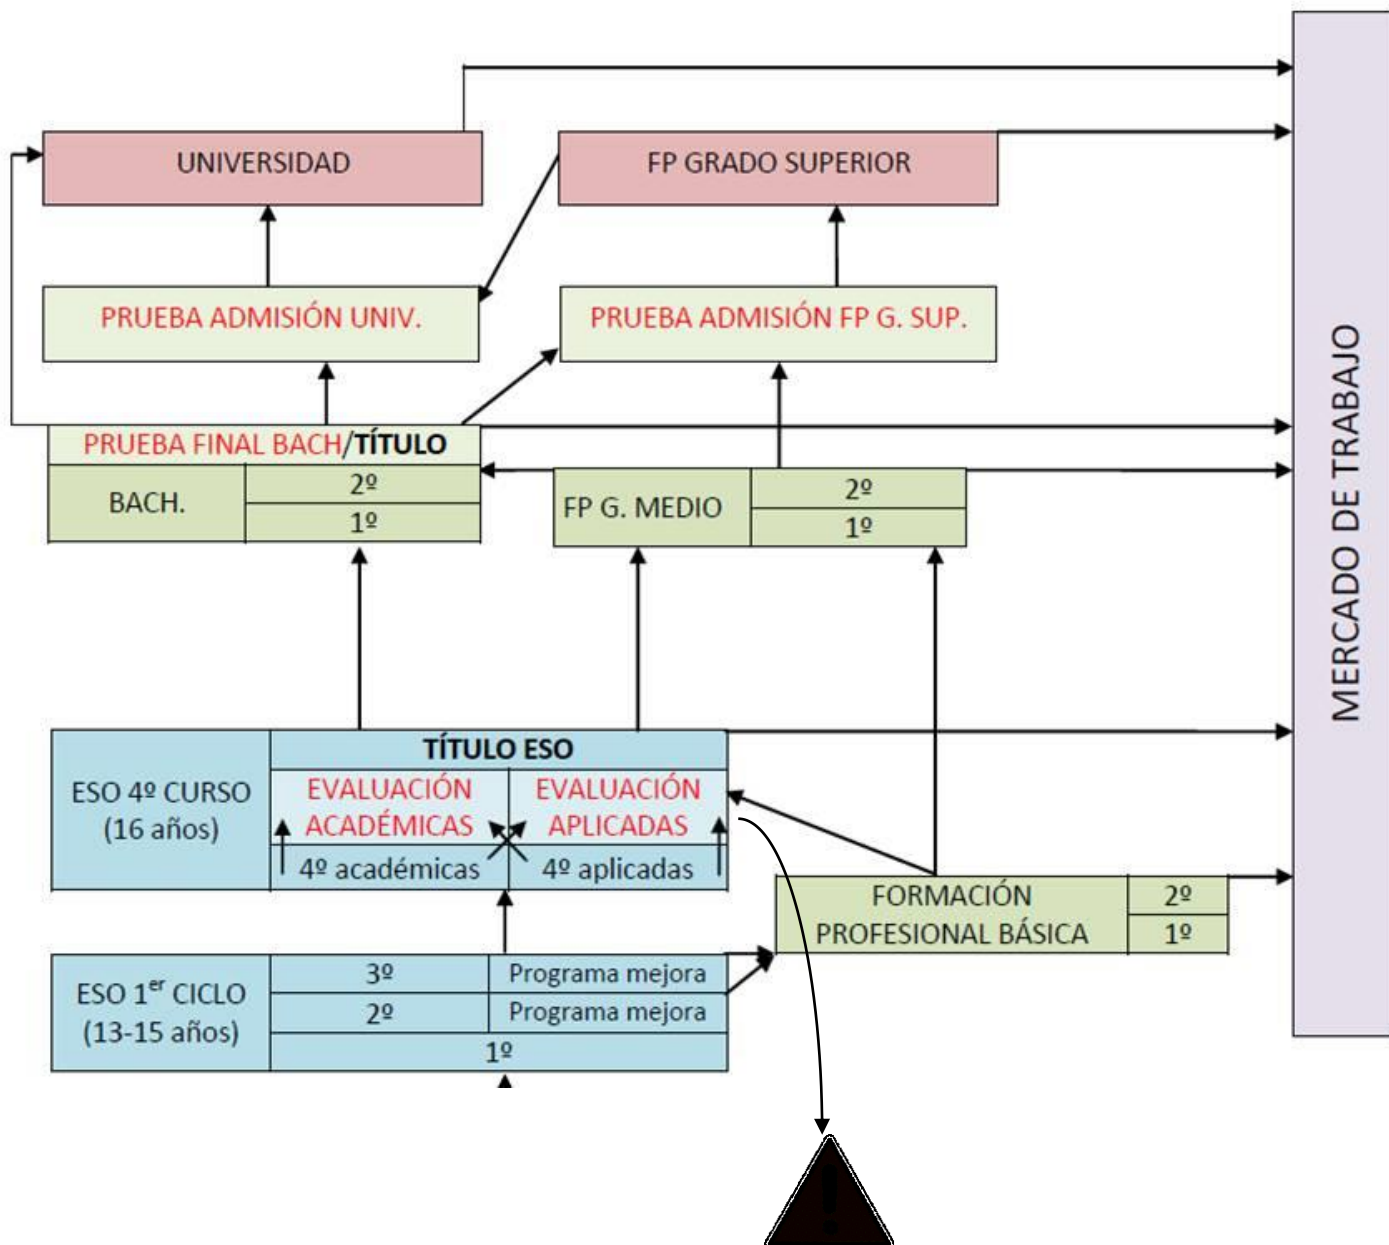 UNIVERSIDAD
FP GRADO SUPERIOR
PRUEBA ADMISIÓN UNIV.
PRUEBA ADMISIÓN FP G. SUP.
PRUEBA FINAL BACH/TÍTULO
BACH.
2º
1º
FP G. MEDIO
2º
1º
MERCADO DE TRABAJO
ESO 4º CURSO
(16 años)
TÍTULO ESO
EVALUACIÓN
ACADÉMICAS
EVALUACIÓN
APLICADAS
4º académicas
4º aplicadas
FORMACIÓN
PROFESIONAL BÁSICA
2º
1º
ESO 1er CICLO
(13-15 años)
3º
Programa mejora
2º
Programa mejora
1º
!